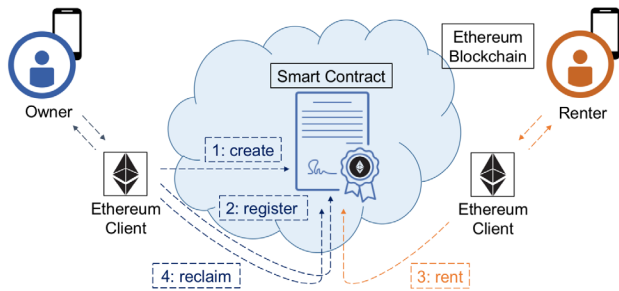 Ethereum
Blockchain
Smart Contract
Owner
Renter
1: create
2: register
Ethereum
Client
Ethereum
Client
4: reclaim
3: rent